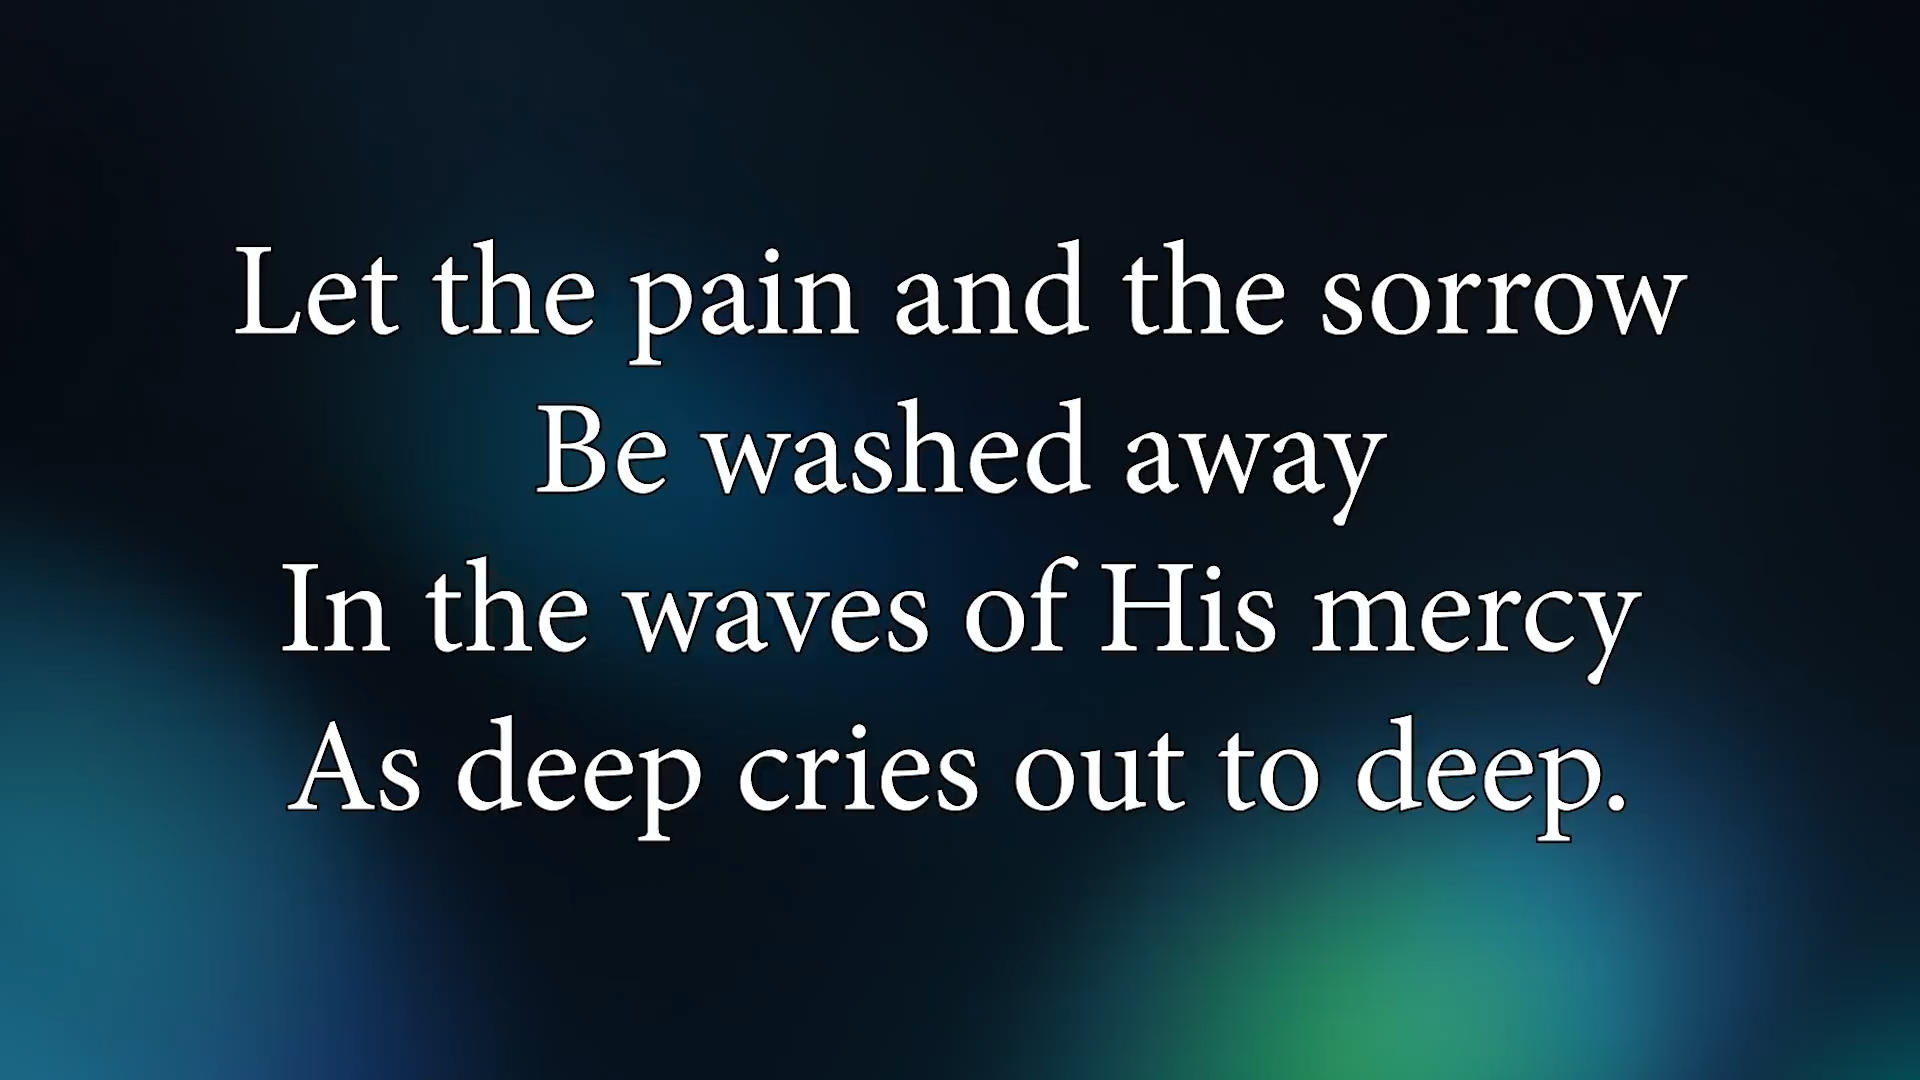 Let the pain and the sorrow
Be washed away
In the waves of His mercy
As deep cries out to deep.